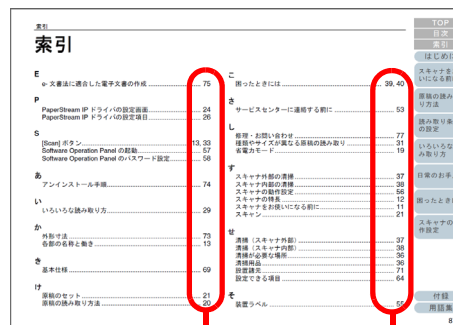 索引
索引
E
e- 文書法に適合した電子文書の作成 75
P
PaperStream IP ドライバの設定画面 24
PaperStream IP ドライバの設定項目 26
S
[Scan] ボタン 13, 33
Software Operation Panel の起動 57
Software Operation Panel のパスワード設定 58
あ
アンインストール手順 74
い
いろいろな読み取り方 29
か
外形寸法 73
各部の名称と働き 13
き
基本仕様 69
け
原稿のセット 21
原稿の読み取り方法 20
こ
困ったときには 39, 40
さ
サービスセンターに連絡する前に 53
し
修理・お問い合わせ 77
種類やサイズが異なる原稿の読み取り 31
省電力モード 19
す
スキャナ外部の清掃 37
スキャナ内部の清掃 38
スキャナの動作設定 56
スキャナの特長 12
スキャナをお使いになる前に 11
スキャン 21
せ
清掃（スキャナ外部） 37
清掃（スキャナ内部） 38
清掃が必要な場所 36
清掃用品 36
設置諸元 71
設定できる項目 64
そ
装置ラベル 55
TOP
目次
索引
はじめに
スキャナを
いになる前
原稿の読み
り方法
読み取り条
の設定
いろいろな
み取り方
日常のお手
困ったとき
スキャナの
作設定
付録
用語集
8